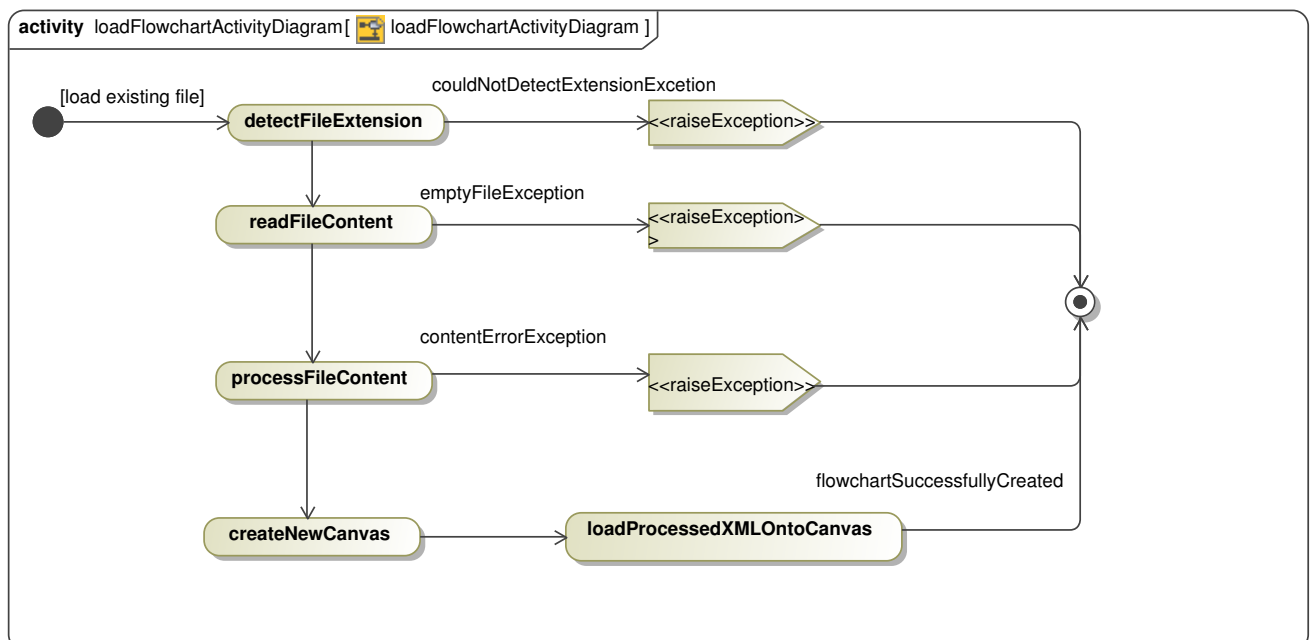 activity loadFlowchartActivityDiagram[ loadFlowchartActivityDiagram ]
couldNotDetectExtensionExcetion
[load existing file]
detectFileExtension
<<raiseException>>
emptyFileException
readFileContent
<<raiseException>
>
contentErrorException
processFileContent
<<raiseException>>
flowchartSuccessfullyCreated
createNewCanvas
loadProcessedXMLOntoCanvas